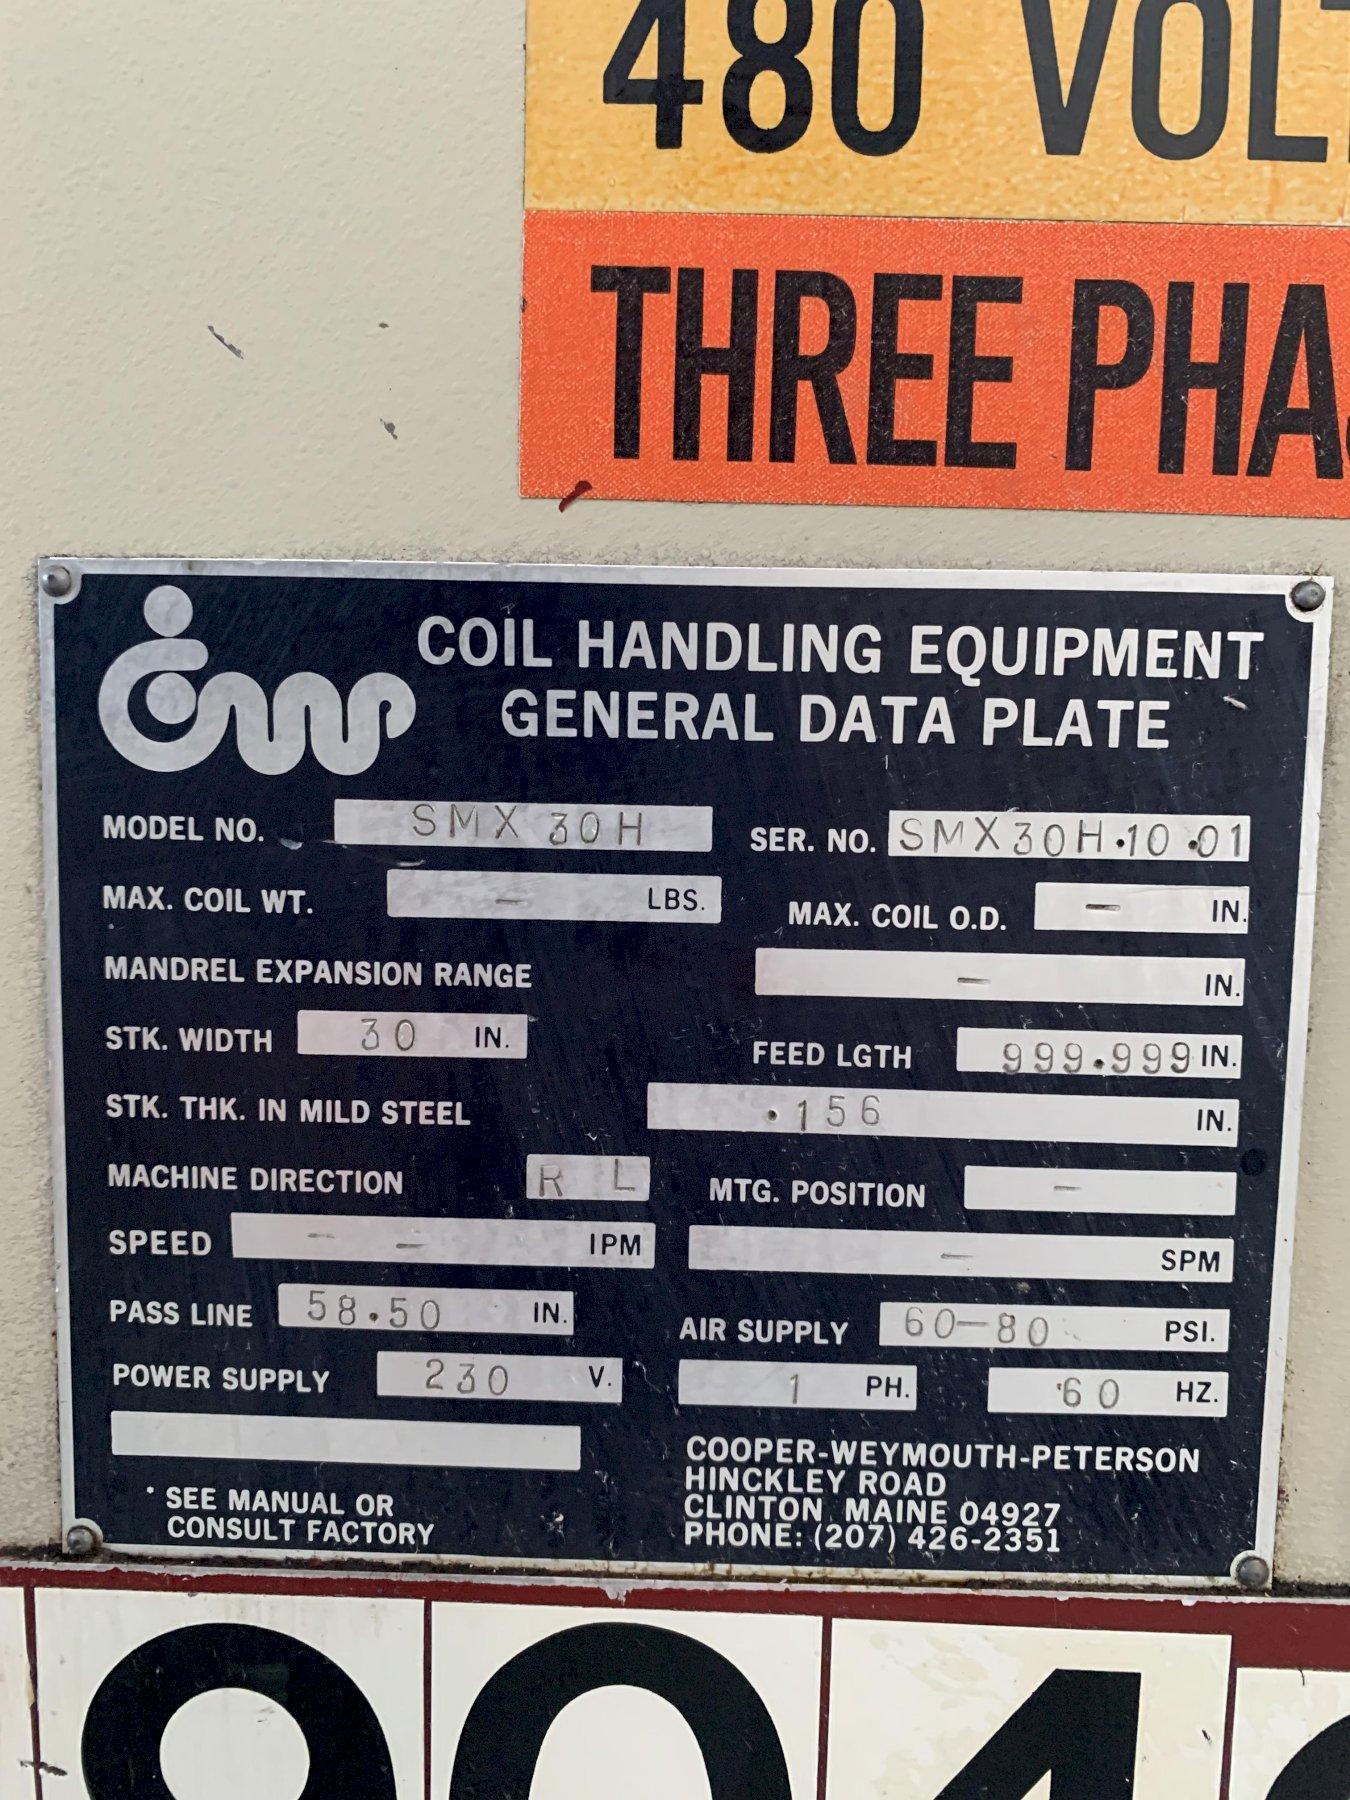 480 VOLT
THREE PHAS
cwp COIL HANDLING EQUIPMENT
GENERAL DATA PLATE
MODEL NO. SMX 30H SER. NO. SMX30H.10.01
MAX. COIL WT. - LBS. MAX. COIL O.D. - IN.
MANDREL EXPANSION RANGE - IN.
STK. WIDTH 30 IN. FEED LGTH 999.999 IN.
STK. THK. IN MILD STEEL .156 IN.
MACHINE DIRECTION R L MTG. POSITION -
SPEED - - IPM - SPM
PASS LINE 58.50 IN. AIR SUPPLY 60-80 PSI.
POWER SUPPLY 230 V. 1 PH. 60 HZ.
COOPER-WEYMOUTH-PETERSON
HINCKLEY ROAD
CLINTON, MAINE 04927
PHONE: (207) 426-2351
• SEE MANUAL OR
CONSULT FACTORY